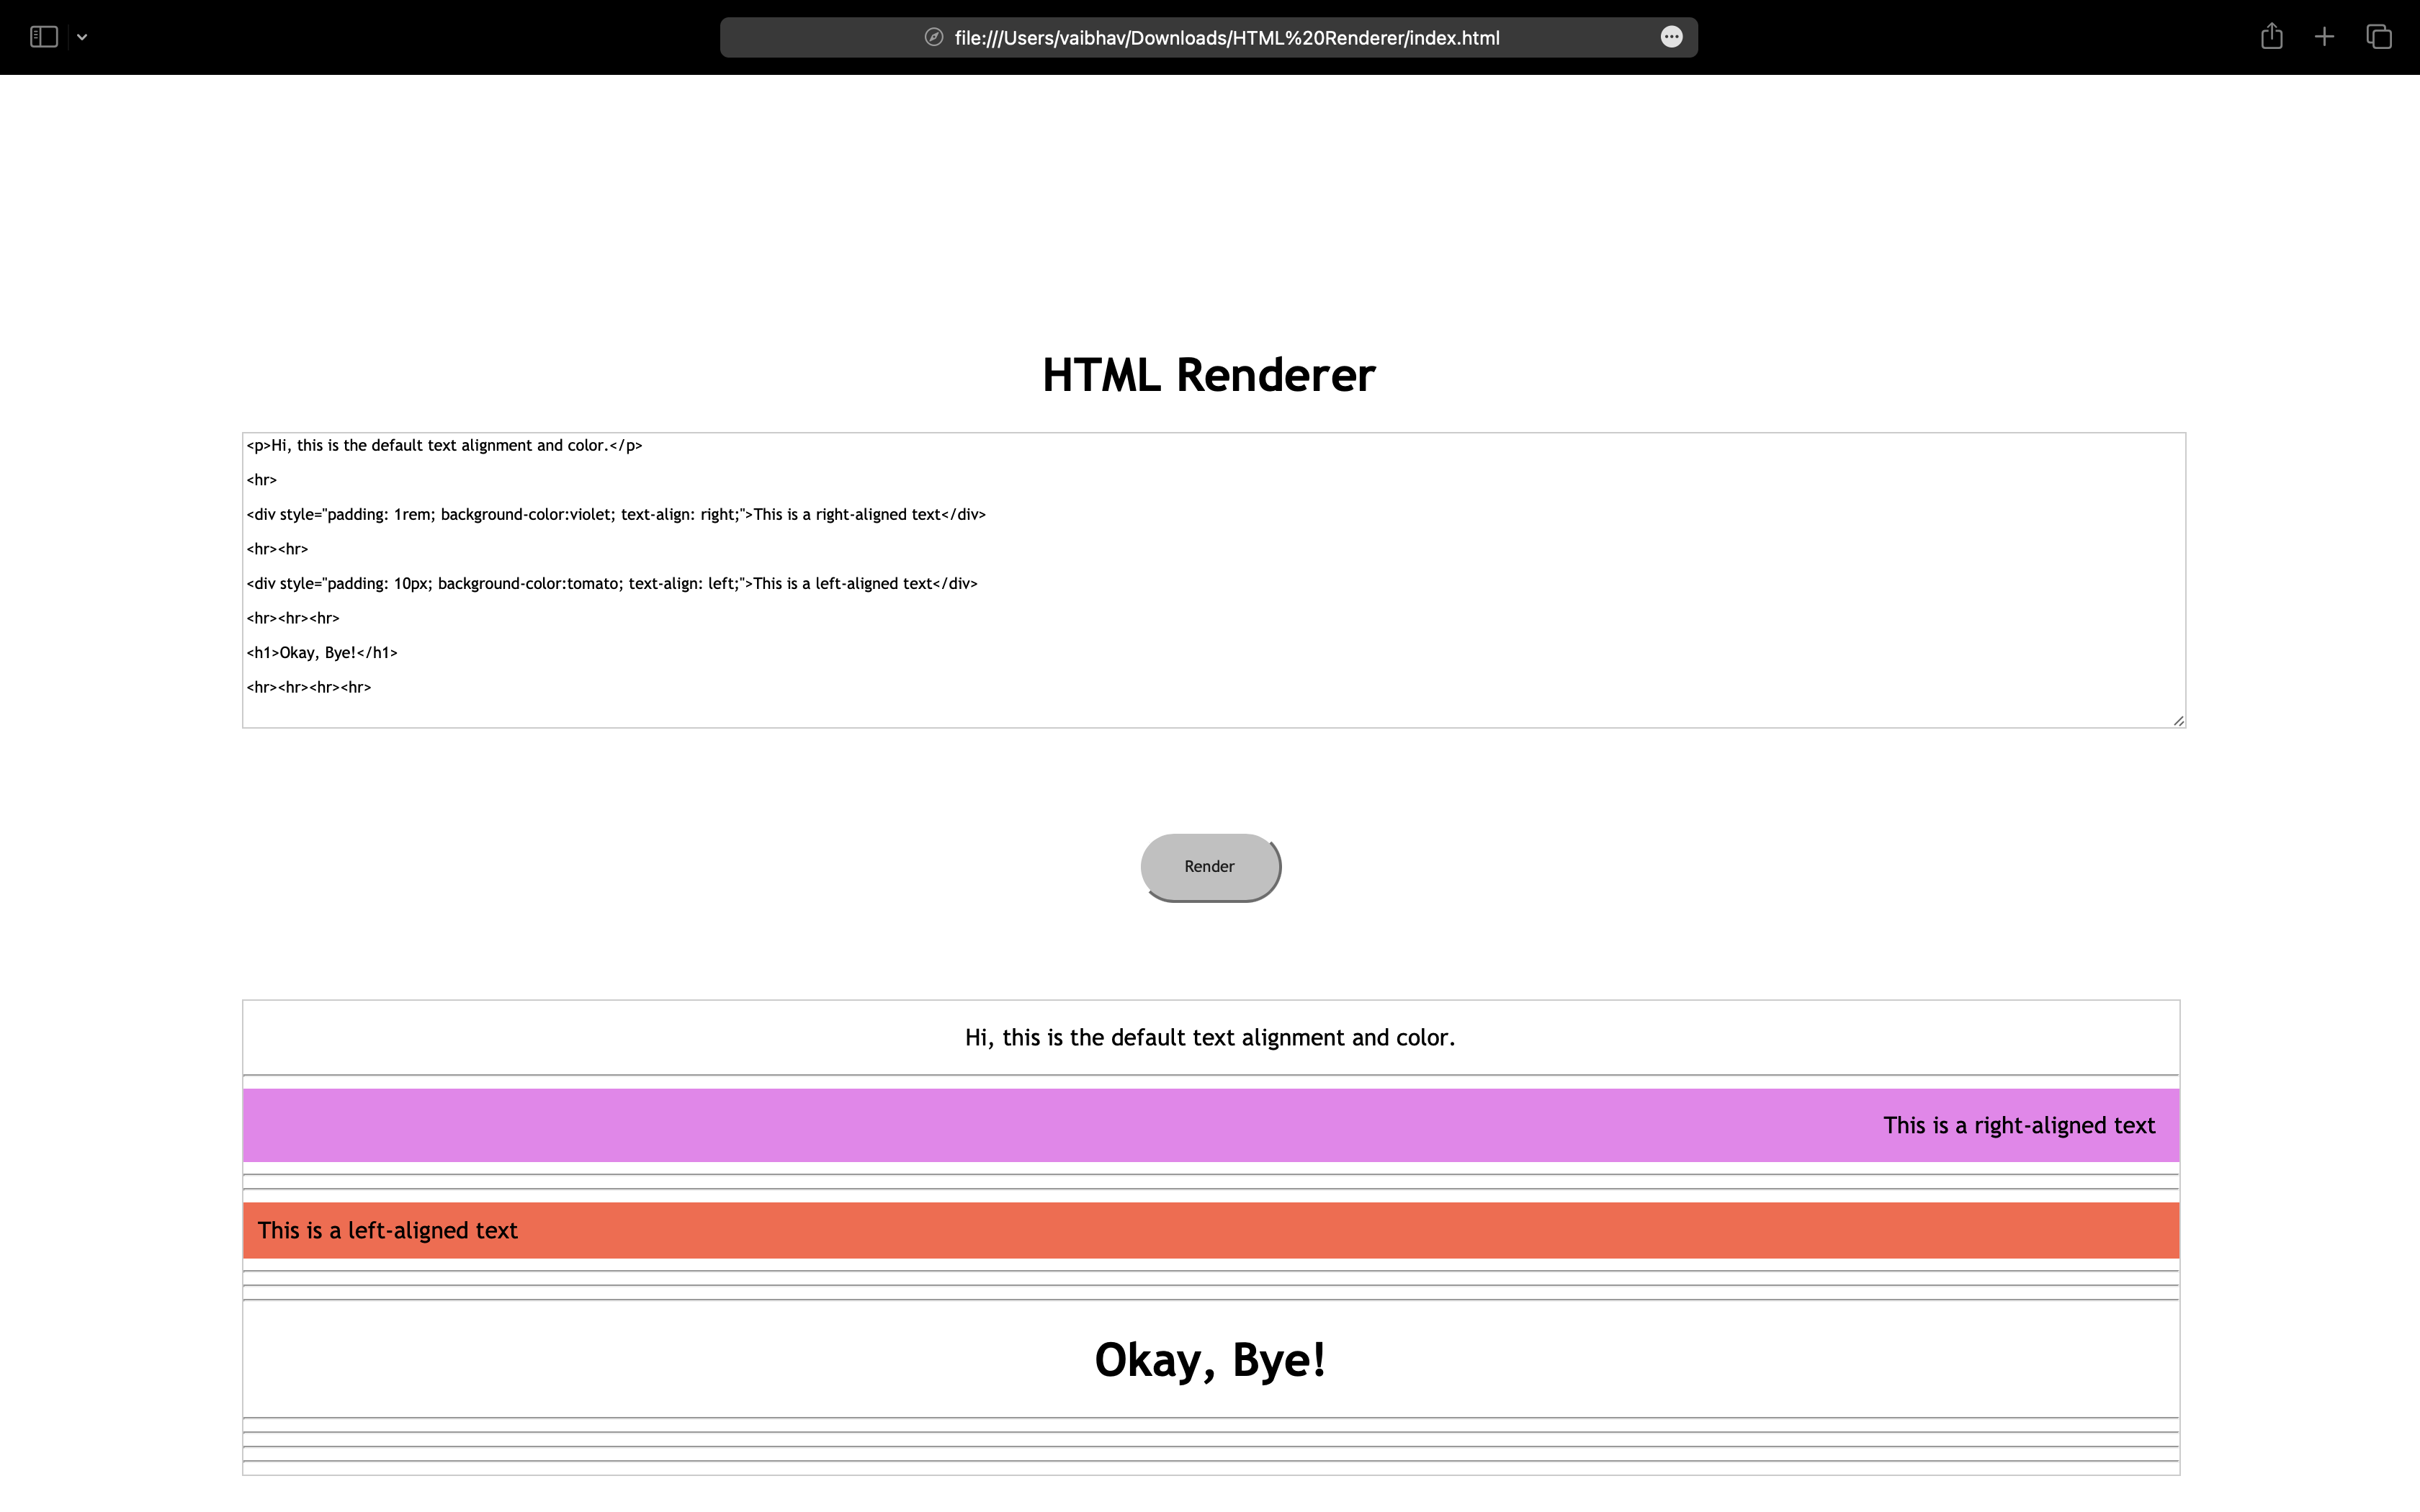 file:///Users/vaibhav/Downloads/HTML%20Renderer/index.html
HTML Renderer
<p>Hi, this is the default text alignment and color.</p>
<hr>
<div style="padding: 1rem; background-color:violet; text-align: right;">This is a right-aligned text</div>
<hr><hr>
<div style="padding: 10px; background-color:tomato; text-align: left;">This is a left-aligned text</div>
<hr><hr><hr>
<h1>Okay, Bye!</h1>
<hr><hr><hr><hr>
Render
Hi, this is the default text alignment and color.
This is a right-aligned text
This is a left-aligned text
Okay, Bye!